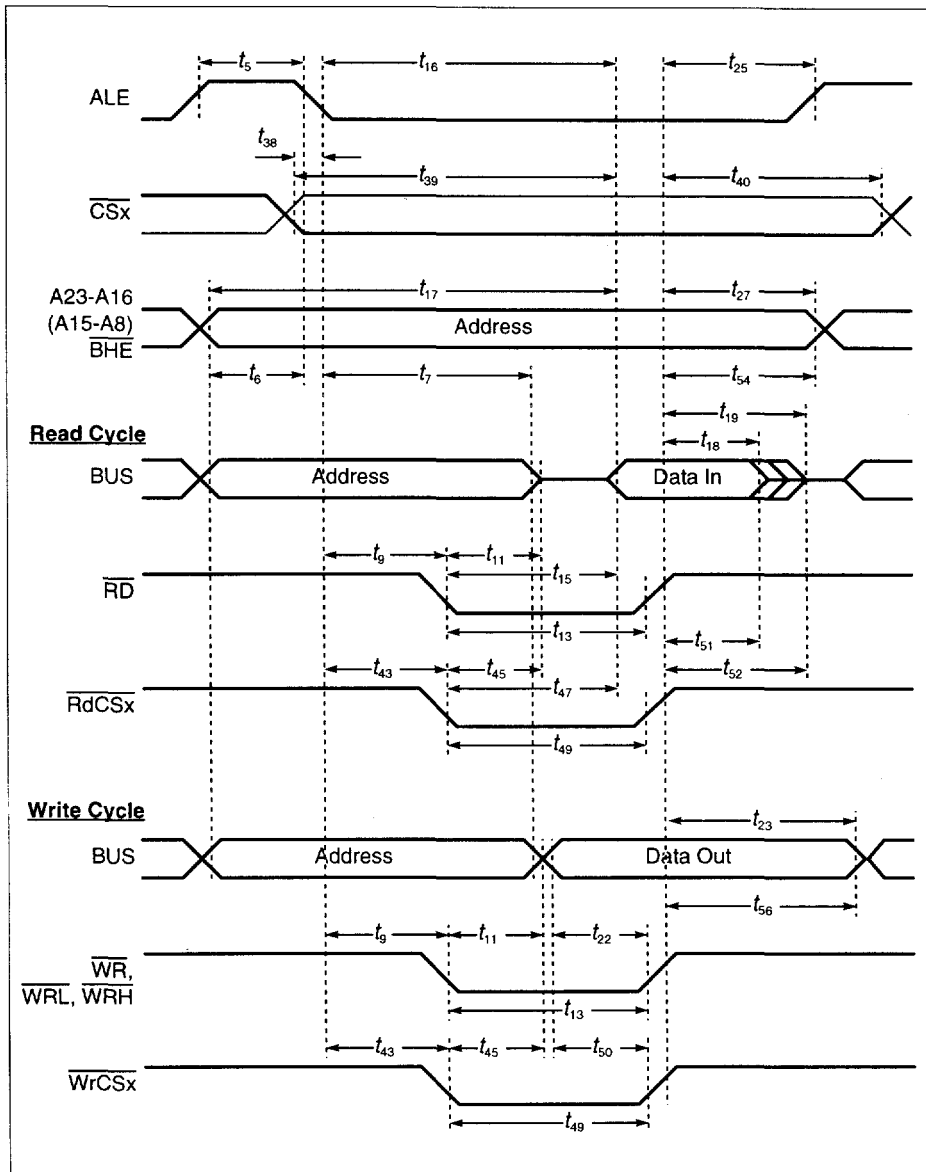 t5 t16 t25
ALE
t38
t39 t40
CSx
A23-A16
(A15-A8)
BHE
t17 t27
Address
t6 t7 t54
t19
Read Cycle
t18
BUS
Address
Data In
t9 t11
t15
RD
t13 t51
t43 t45 t52
t47
RdCSx
t49
Write Cycle
t23
BUS
Address
Data Out
t56
t9 t11 t22
WR,
WRL, WRH
t13
t43 t45 t50
WrCSx
t49